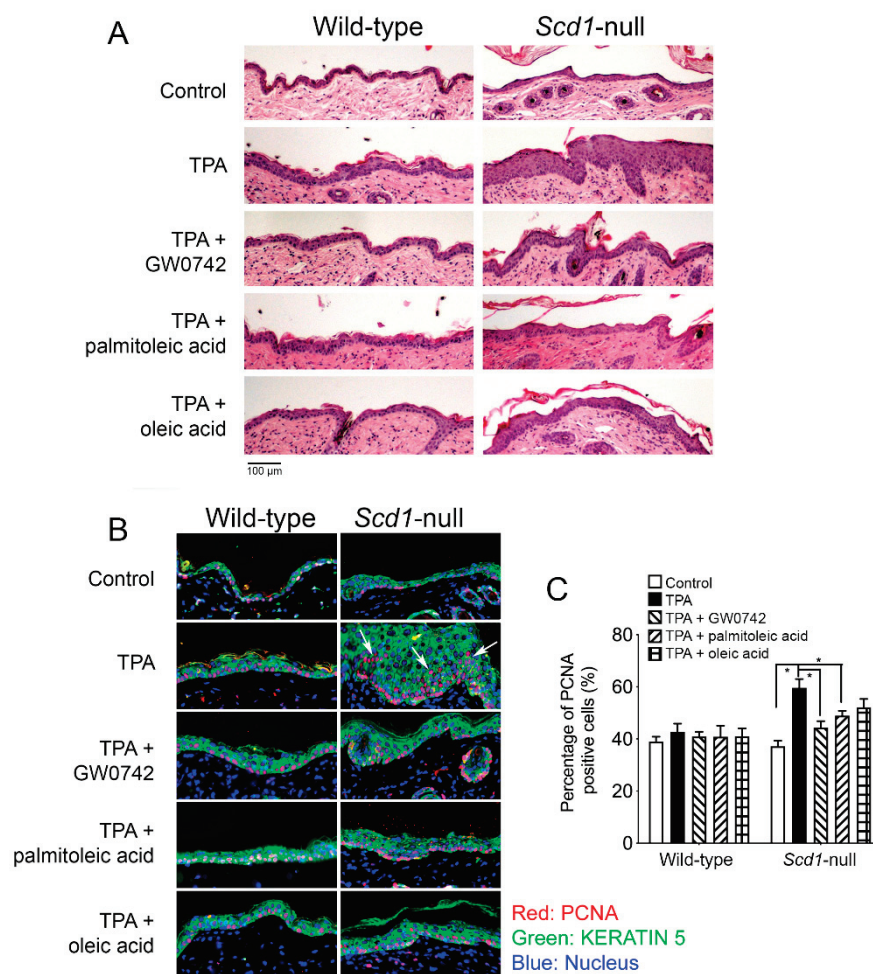 A
Wild-type
Scd1-null
Control
TPA
TPA +
GW0742
TPA +
palmitoleic acid
TPA +
oleic acid
100 µm
B
Wild-type
Scd1-null
Control
TPA
TPA +
GW0742
TPA +
palmitoleic acid
TPA +
oleic acid
Red: PCNA
Green: KERATIN 5
Blue: Nucleus
C
Control
TPA
TPA + GW0742
TPA + palmitoleic acid
TPA + oleic acid
Percentage of PCNA
positive cells (%)
80
60
40
20
0
*
*
*
Wild-type
Scd1-null